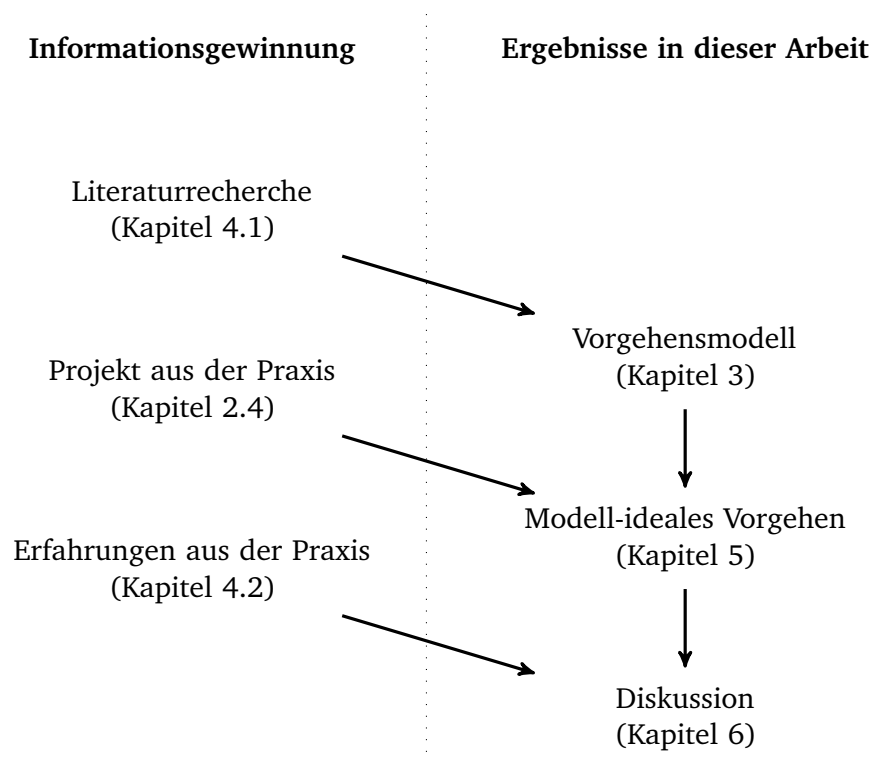 Informationsgewinnung
Ergebnisse in dieser Arbeit
Literaturrecherche
(Kapitel 4.1)
Vorgehensmodell
(Kapitel 3)
Projekt aus der Praxis
(Kapitel 2.4)
Modell-ideales Vorgehen
(Kapitel 5)
Erfahrungen aus der Praxis
(Kapitel 4.2)
Diskussion
(Kapitel 6)